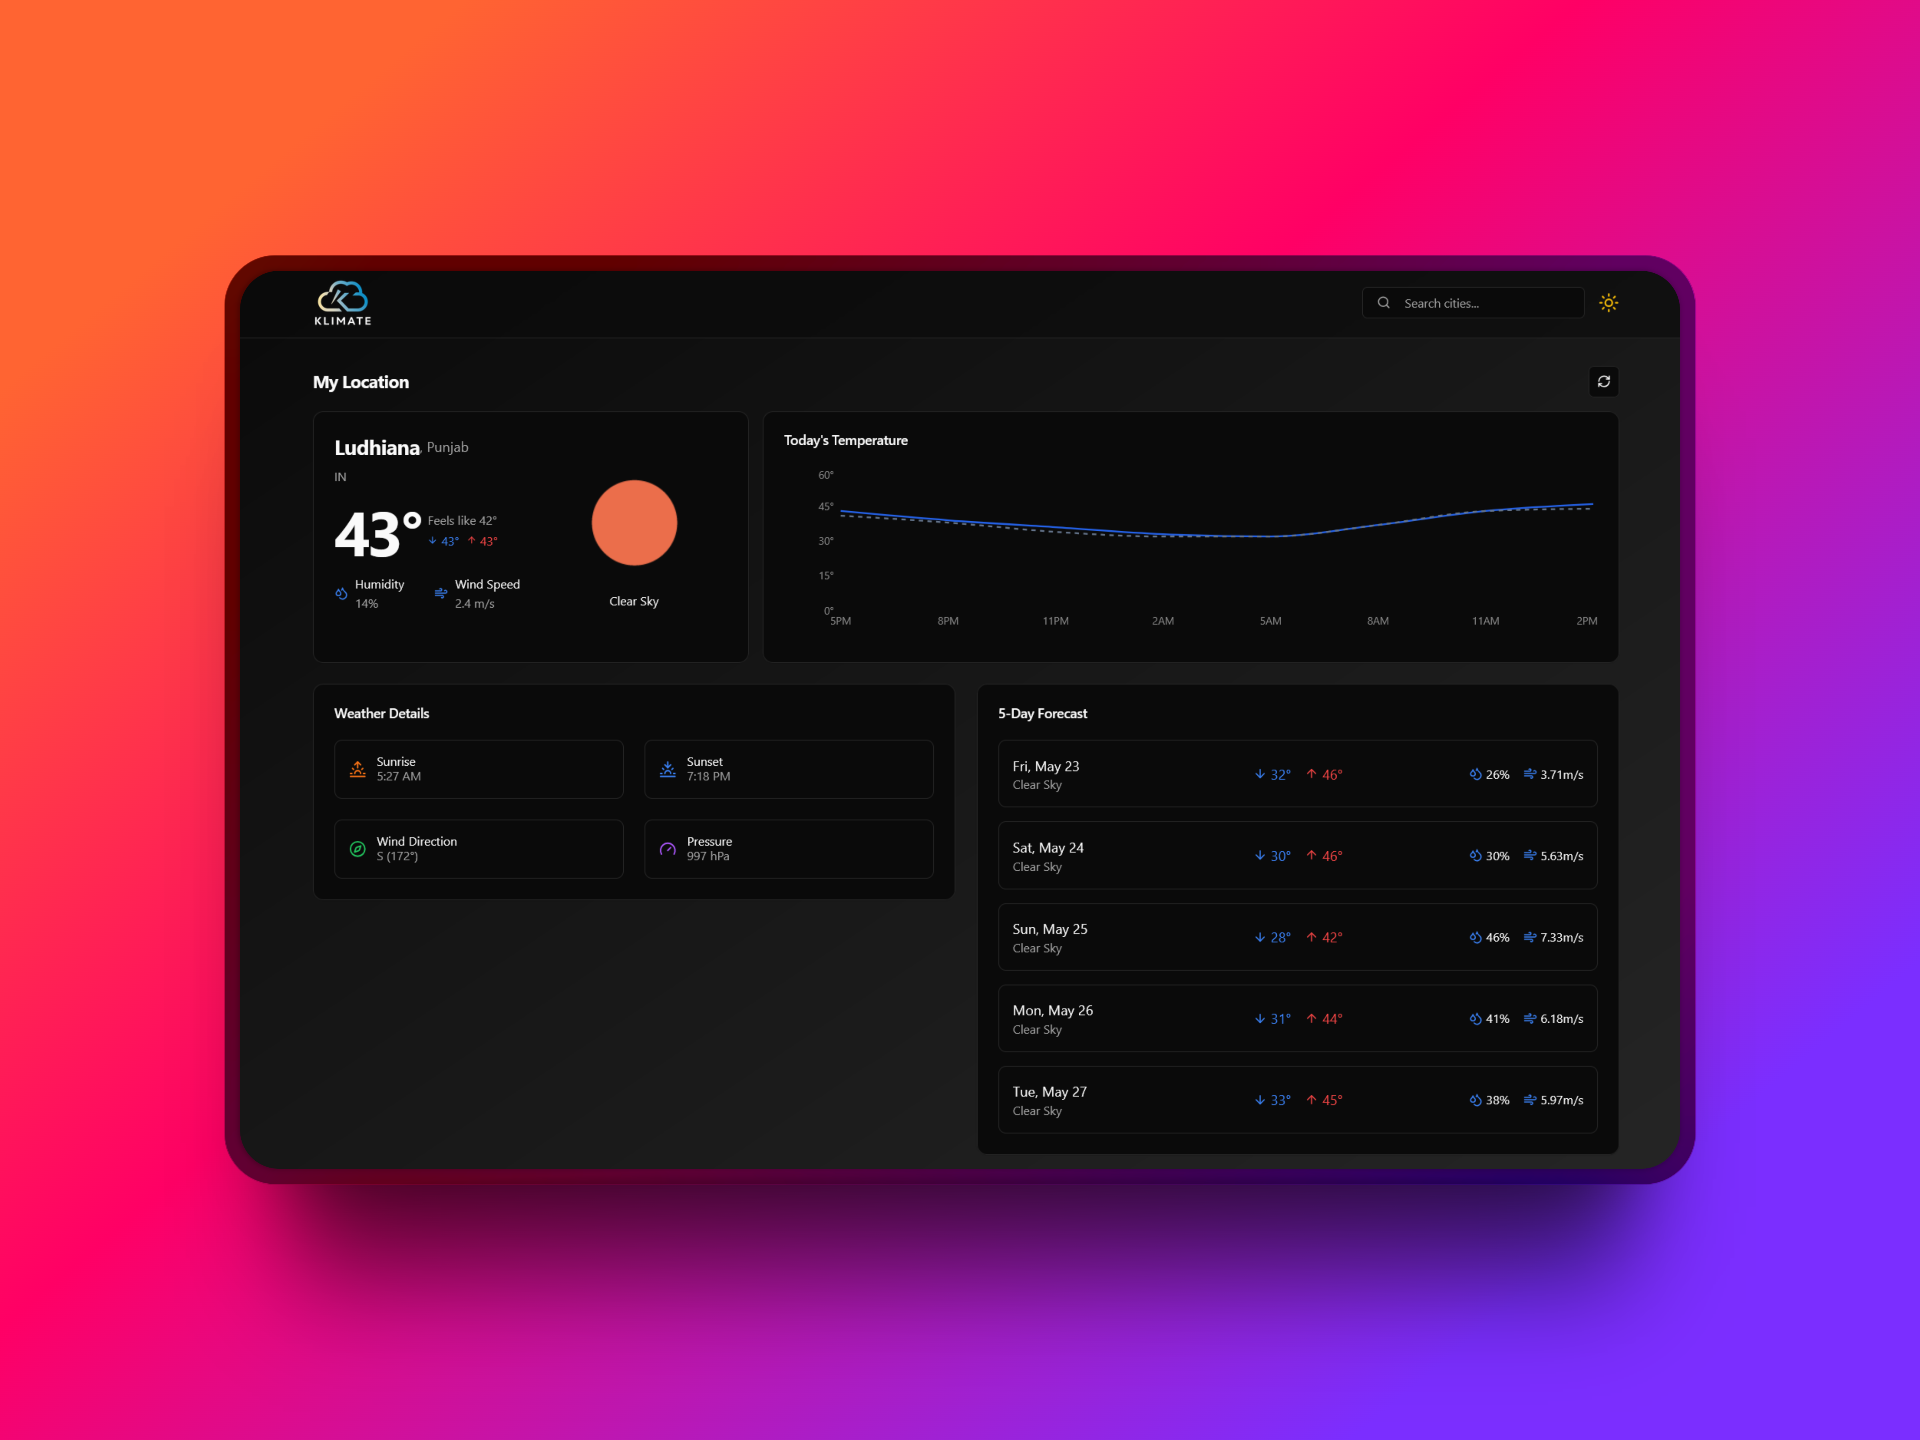 KLIMATE
Search cities...
My Location
Ludhiana, Punjab
IN
43° Feels like 42°
43° 43°
Humidity
14%
Wind Speed
2.4 m/s
Clear Sky
Today's Temperature
60°
45°
30°
15°
0°
5PM 8PM 11PM 2AM 5AM 8AM 11AM 2PM
Weather Details
Sunrise
5:27 AM
Sunset
7:18 PM
Wind Direction
S (172°)
Pressure
997 hPa
5-Day Forecast
Fri, May 23
Clear Sky
32° 46° 26% 3.71m/s
Sat, May 24
Clear Sky
30° 46° 30% 5.63m/s
Sun, May 25
Clear Sky
28° 42° 46% 7.33m/s
Mon, May 26
Clear Sky
31° 44° 41% 6.18m/s
Tue, May 27
Clear Sky
33° 45° 38% 5.97m/s